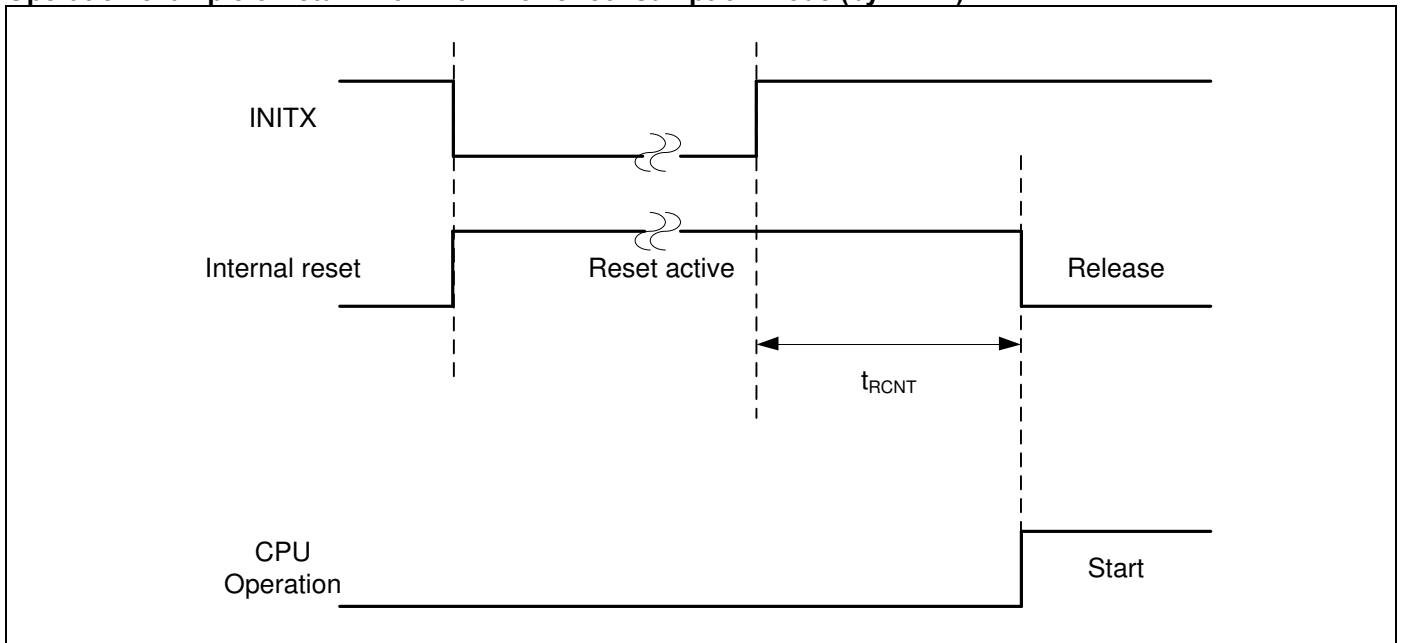 INITX
Internal reset
Reset active
Release
tRCNT
CPU
Operation
Start